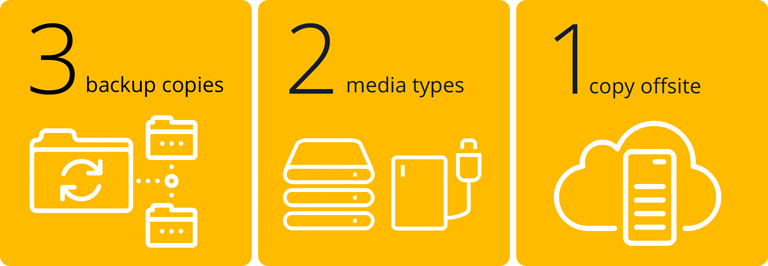 3 backup copies
2 media types
1 copy offsite